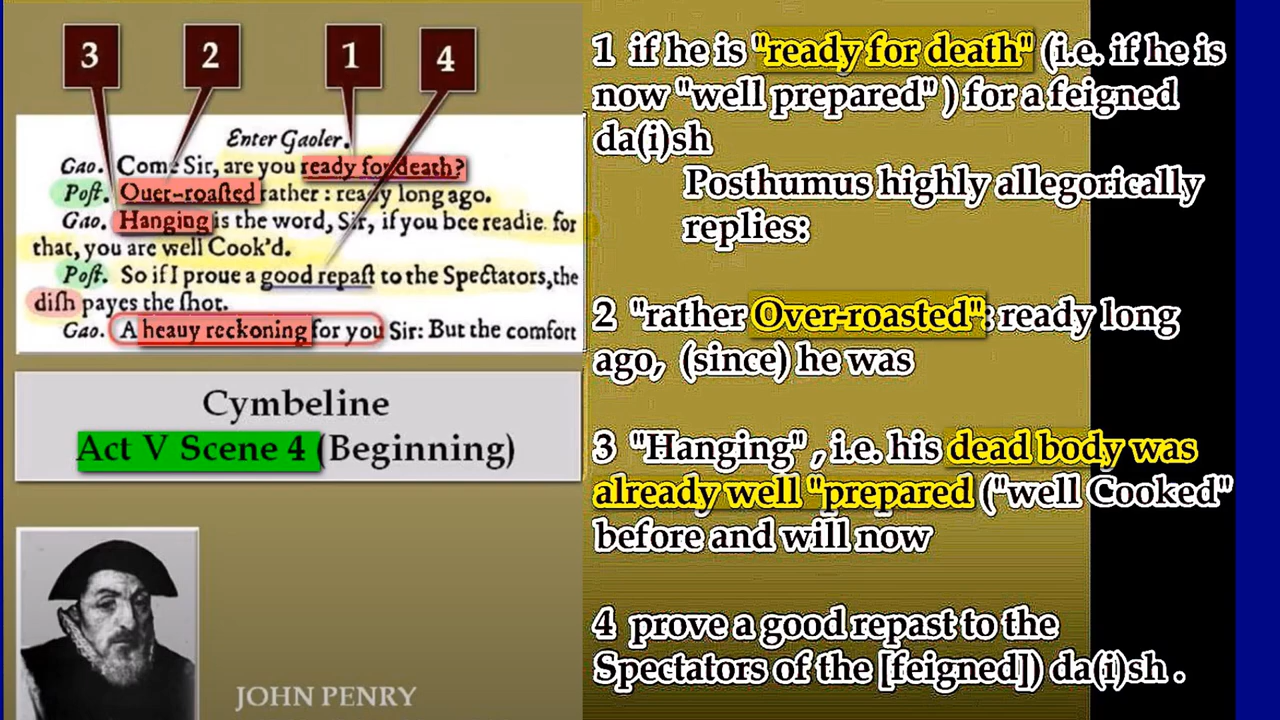 3 2 1 4
Enter Gaoler.
Gao. Come Sir, are you ready for death?
Post. Ouer-roasted rather: ready long ago.
Gao. Hanging is the word, Sir, if you bee readie for
that, you are well Cook'd.
Post. So if I proue a good repast to the Spectators, the
dish payes the shot.
Gao. A heauy reckoning for you Sir: But the comfort
Cymbeline
Act V Scene 4 (Beginning)
JOHN PENRY
1 if he is "ready for death" (i.e. if he is
now "well prepared" ) for a feigned
da(i)sh
Posthumus highly allegorically
replies:
2 "rather Over-roasted": ready long
ago, (since) he was
3 "Hanging" , i.e. his dead body was
already well "prepared ("well Cooked"
before and will now
4 prove a good repast to the
Spectators of the [feigned]) da(i)sh .